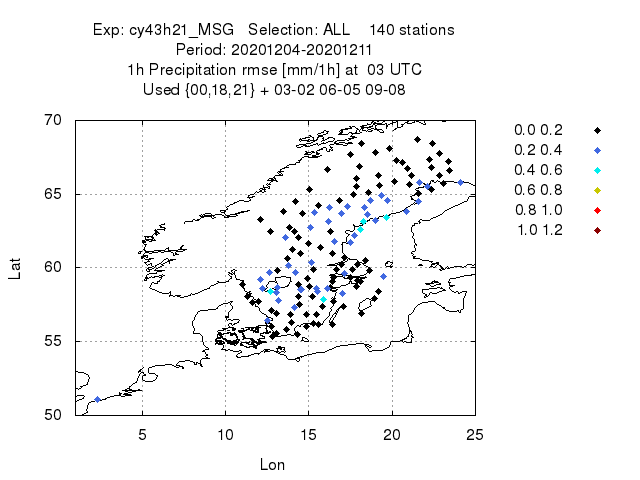 Exp: cy43h21_MSG Selection: ALL 140 stations
Period: 20201204-20201211
1h Precipitation rmse [mm/1h] at 03 UTC
Used {00,18,21} + 03-02 06-05 09-08
70
65
60
55
50
Lat
5 10 15 20 25
Lon
0.0 0.2
0.2 0.4
0.4 0.6
0.6 0.8
0.8 1.0
1.0 1.2